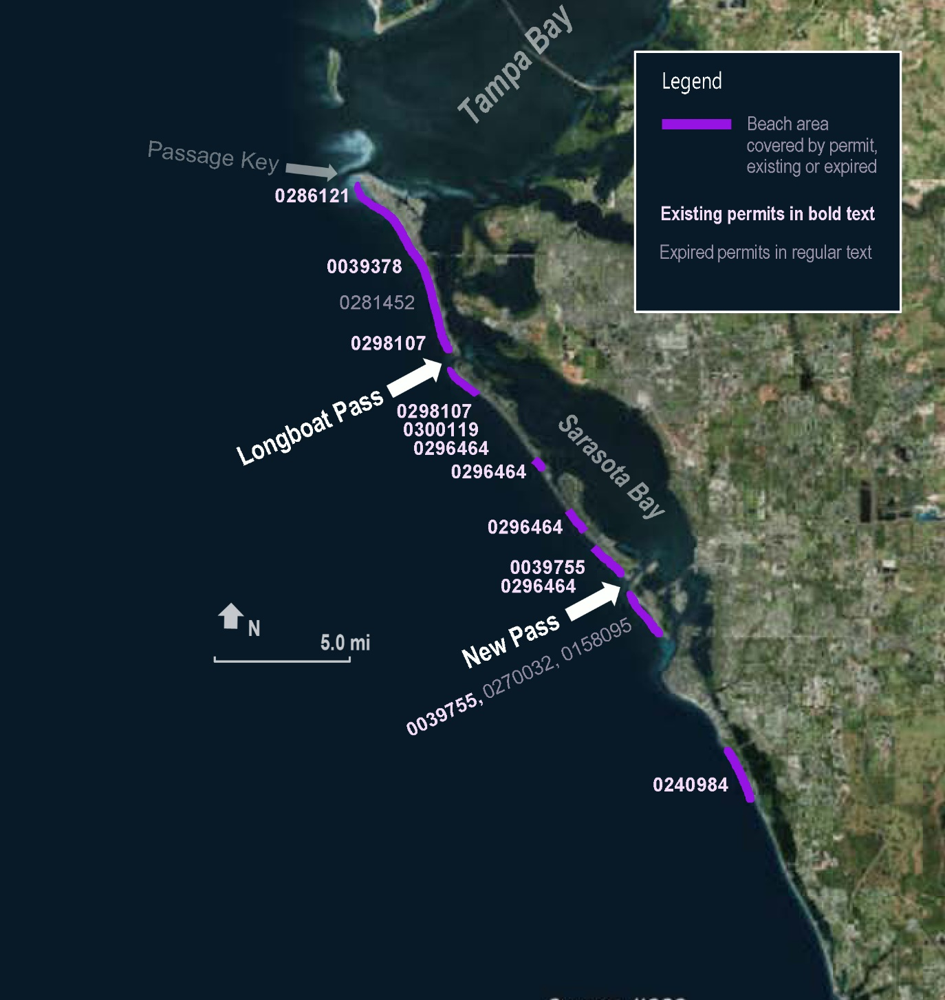 Tampa Bay
Legend
Beach area
covered by permit,
existing or expired
Existing permits in bold text
Expired permits in regular text
Passage Key
0286121
0039378
0281452
0298107
Longboat Pass
0298107
0300119
0296464
0296464
Sarasota Bay
0296464
0039755
0296464
New Pass
0039755, 0270032, 0158095
N
5.0 mi
0240984